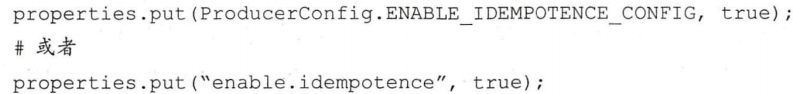 properties.put(ProducerConfig.ENABLE_IDEMPOTENCE_CONFIG, true);
# 或者
properties.put(“enable.idempotence”, true);